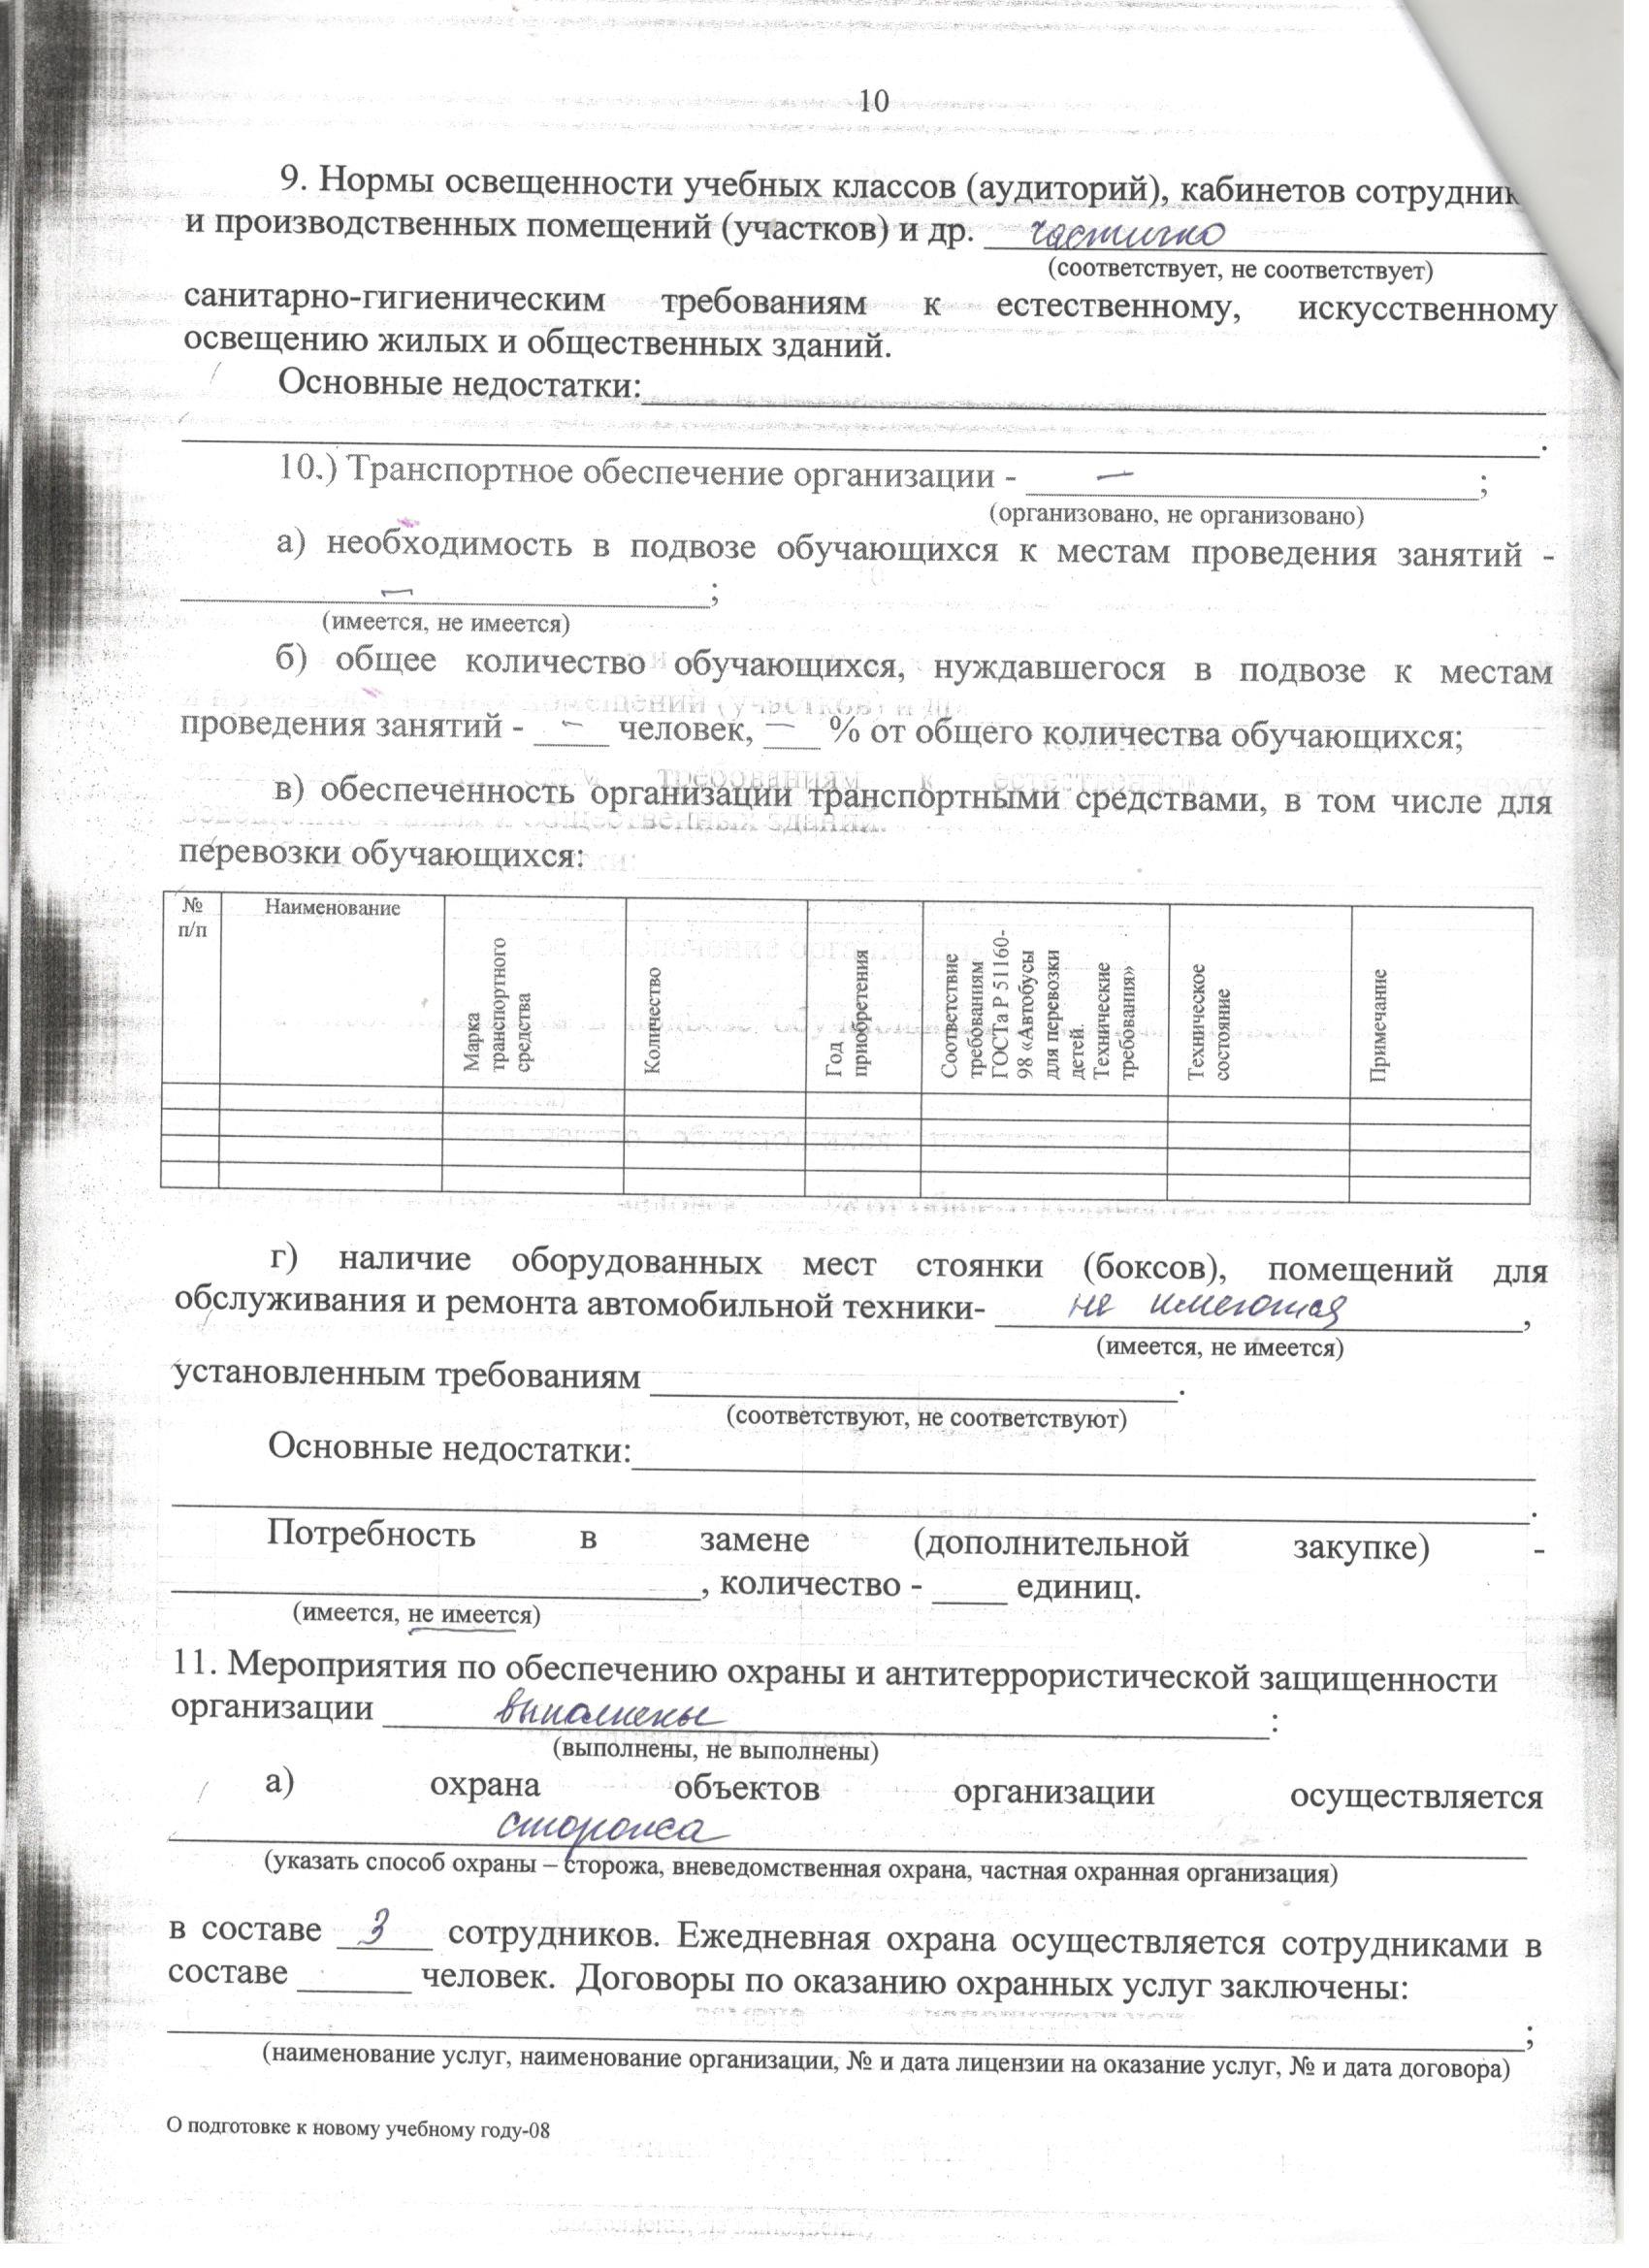 10
9. Нормы освещенности учебных классов (аудиторий), кабинетов сотрудник
и производственных помещений (участков) и др. частично
(соответствует, не соответствует)
санитарно-гигиеническим требованиям к естественному, искусственному
освещению жилых и общественных зданий.
Основные недостатки:
.
10.) Транспортное обеспечение организации - — ;
(организовано, не организовано)
а) необходимость в подвозе обучающихся к местам проведения занятий -
— ;
(имеется, не имеется)
б) общее количество обучающихся, нуждавшегося в подвозе к местам
проведения занятий - — человек, — % от общего количества обучающихся;
в) обеспеченность организации транспортными средствами, в том числе для
перевозки обучающихся:
№ п/п
Наименование
Марка транспортного средства
Количество
Год приобретения
Соответствие требованиям ГОСТа Р 51160-98 «Автобусы для перевозки детей. Технические требования»
Техническое состояние
Примечание
г) наличие оборудованных мест стоянки (боксов), помещений для
обслуживания и ремонта автомобильной техники- не имеются ,
(имеется, не имеется)
установленным требованиям ____ .
(соответствуют, не соответствуют)
Основные недостатки:
.
Потребность в замене (дополнительной закупке) -
____ , количество - ____ единиц.
(имеется, не имеется)
11. Мероприятия по обеспечению охраны и антитеррористической защищенности
организации выполнены :
(выполнены, не выполнены)
а) охрана объектов организации осуществляется
сторожа
(указать способ охраны – сторожа, вневедомственная охрана, частная охранная организация)
в составе 3 сотрудников. Ежедневная охрана осуществляется сотрудниками в
составе ____ человек. Договоры по оказанию охранных услуг заключены:
;
(наименование услуг, наименование организации, № и дата лицензии на оказание услуг, № и дата договора)
О подготовке к новому учебному году-08